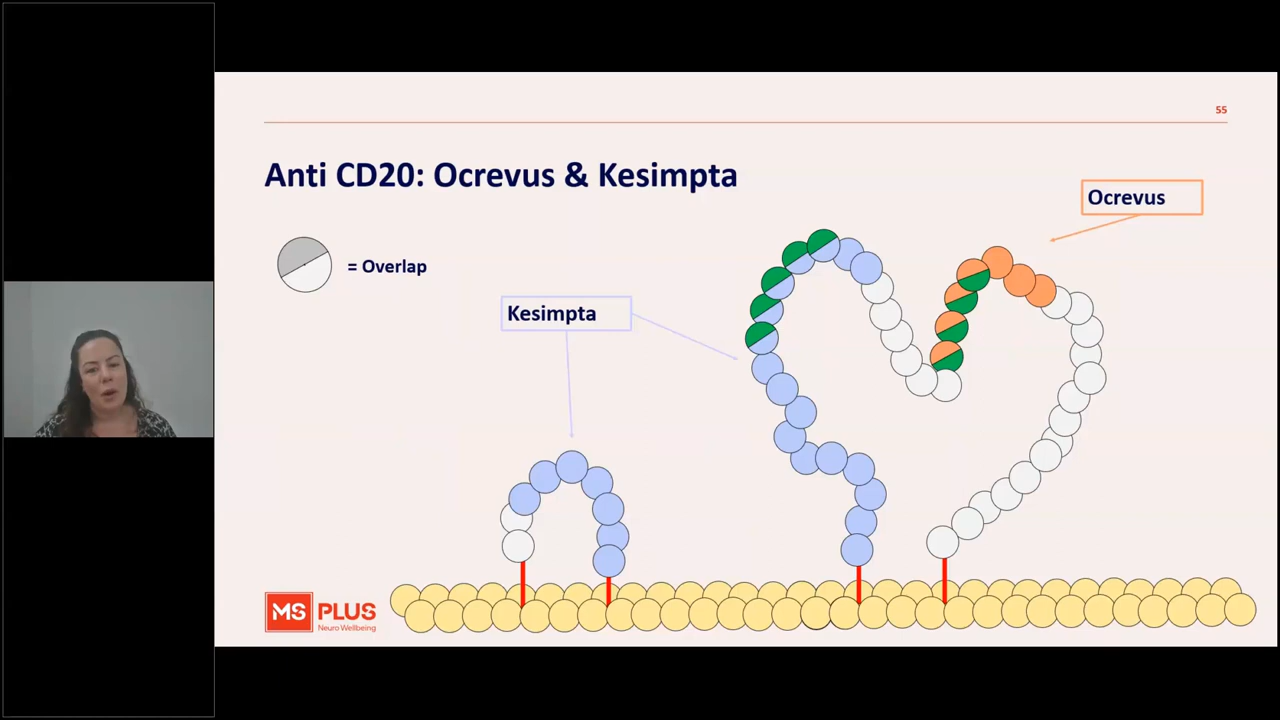 55
Anti CD20: Ocrevus & Kesimpta
Ocrevus
= Overlap
Kesimpta
MS PLUS
Neuro Wellbeing